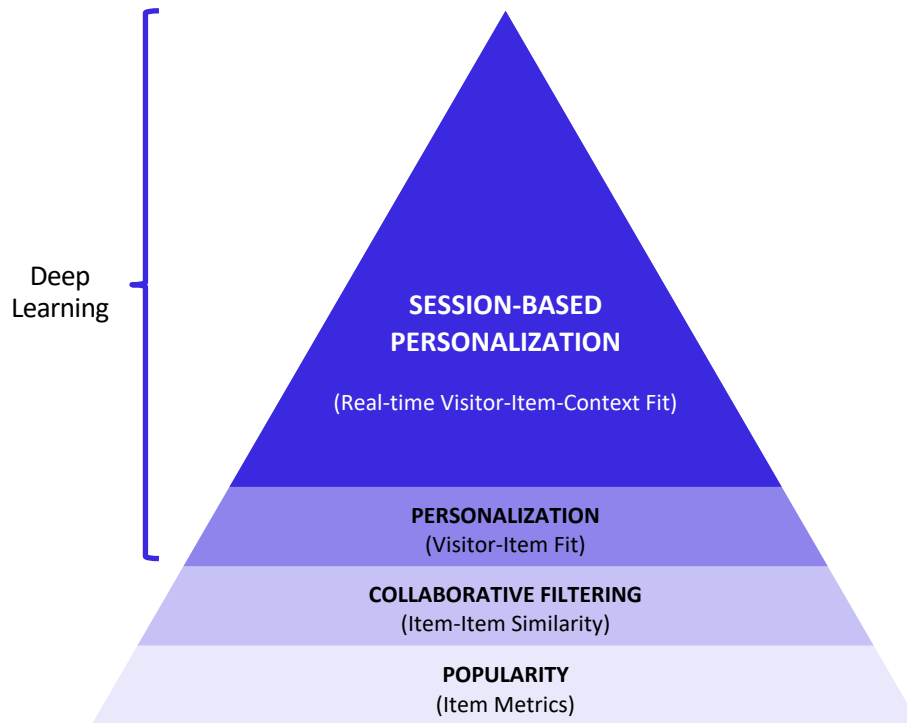 Deep
Learning
SESSION-BASED
PERSONALIZATION
(Real-time Visitor-Item-Context Fit)
PERSONALIZATION
(Visitor-Item Fit)
COLLABORATIVE FILTERING
(Item-Item Similarity)
POPULARITY
(Item Metrics)